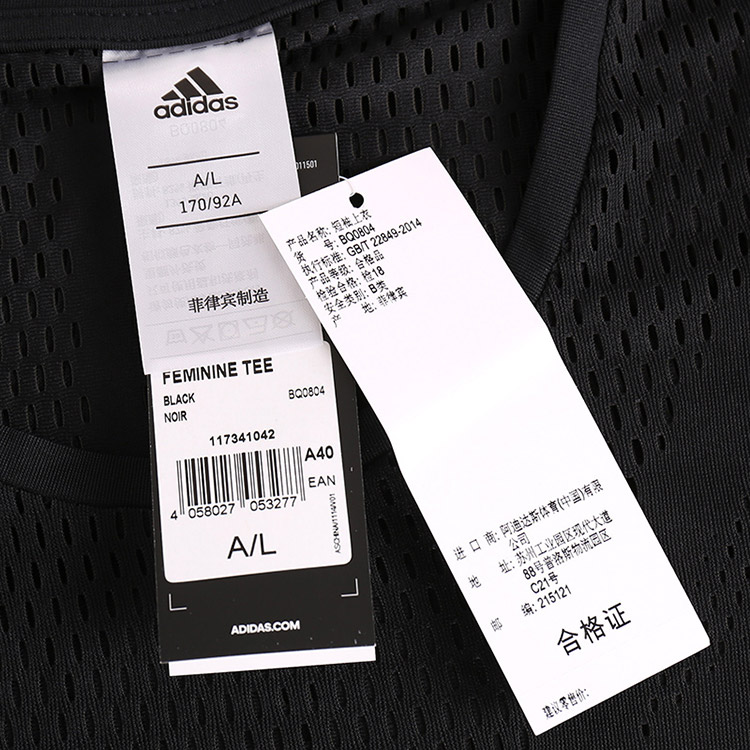 adidas
BQ0804
A/L
170/92A
菲律宾制造
011501
FEMININE TEE
BLACK
BQ0804
NOIR
117341042
A40
EAN
4 058027 053277
ASCHINA/1114/V01
A/L
ADIDAS.COM
产品名称: 短袖上衣
货 号: BQ0804
执行标准: GB/T 22849-2014
产品等级: 合格品
检验合格: 检18
安全类别: B类
产 地: 菲律宾
进 口 商: 阿迪达斯体育(中国)有限
公司
地 址: 苏州工业园区现代大道
88号普洛斯物流园区
C21号
邮 编: 215121
合格证
建议零售价: